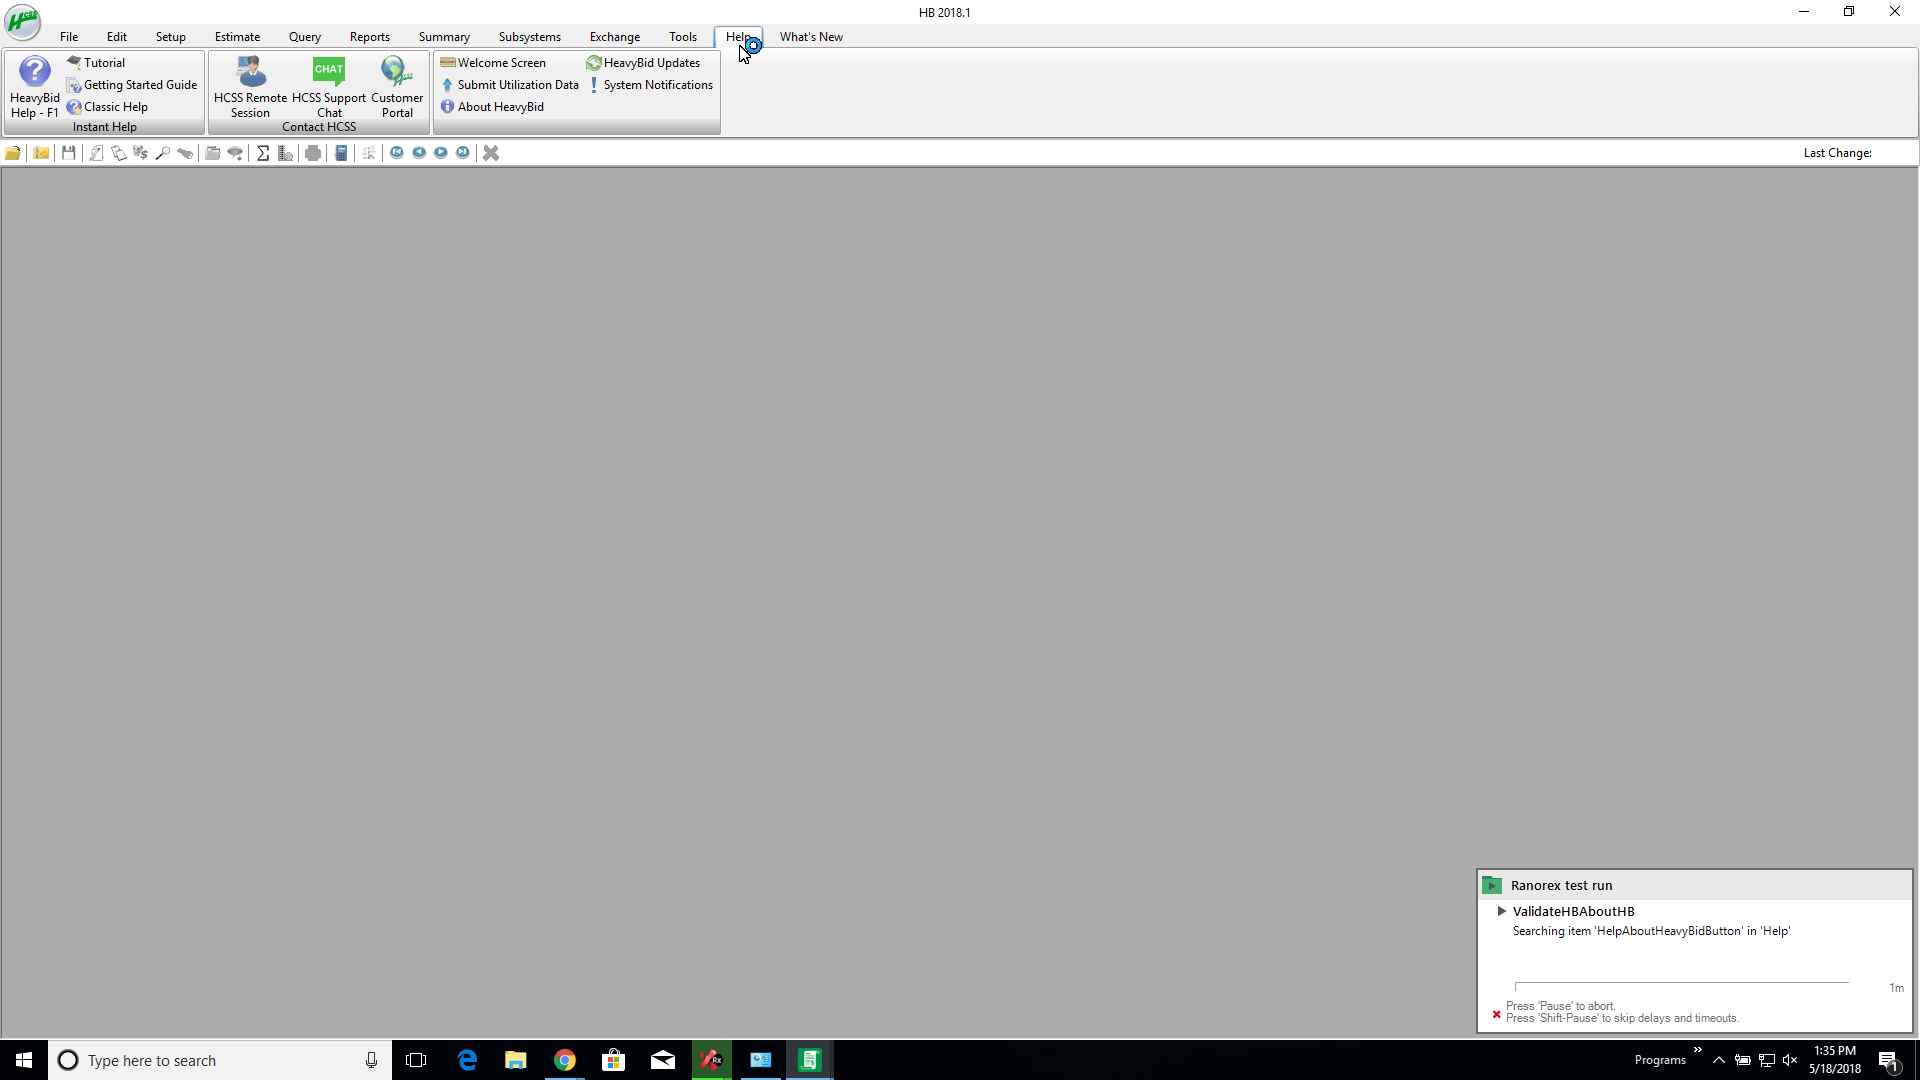 HB 2018.1
HCSS
File Edit Setup Estimate Query Reports Summary Subsystems Exchange Tools Help What's New
HeavyBid
Help - F1
Tutorial
Getting Started Guide
Classic Help
Instant Help
HCSS Remote
Session
CHAT
HCSS Support
Chat
Customer
Portal
Contact HCSS
Welcome Screen
Submit Utilization Data
About HeavyBid
HeavyBid Updates
System Notifications
Last Change:
Ranorex test run
ValidateHBAboutHB
Searching item 'HelpAboutHeavyBidButton' in 'Help'
1m
Press 'Pause' to abort.
Press 'Shift-Pause' to skip delays and timeouts.
Type here to search
Rx
Programs
1:35 PM
5/18/2018
1